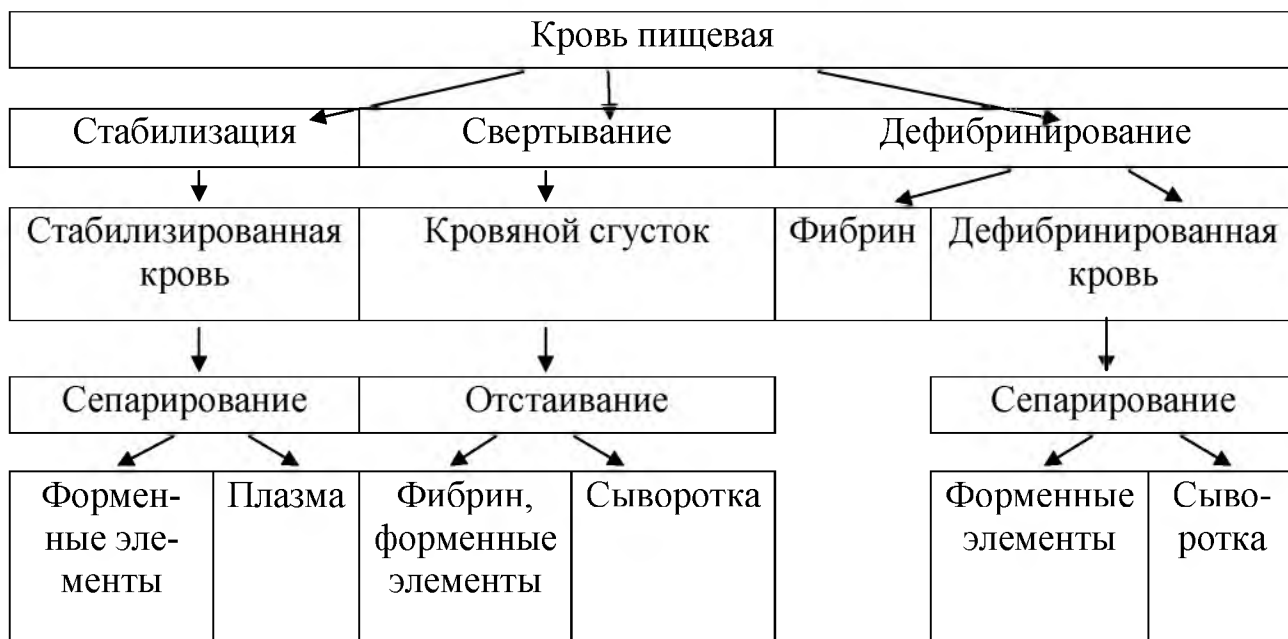 Кровь пищевая
Стабилизация
Свертывание
Дефибринирование
Стабилизированная
кровь
Кровяной сгусток
Фибрин
Дефибринированная
кровь
Сепарирование
Отстаивание
Сепарирование
Формен-
ные эле-
менты
Плазма
Фибрин,
форменные
элементы
Сыворотка
Форменные
элементы
Сыво-
ротка